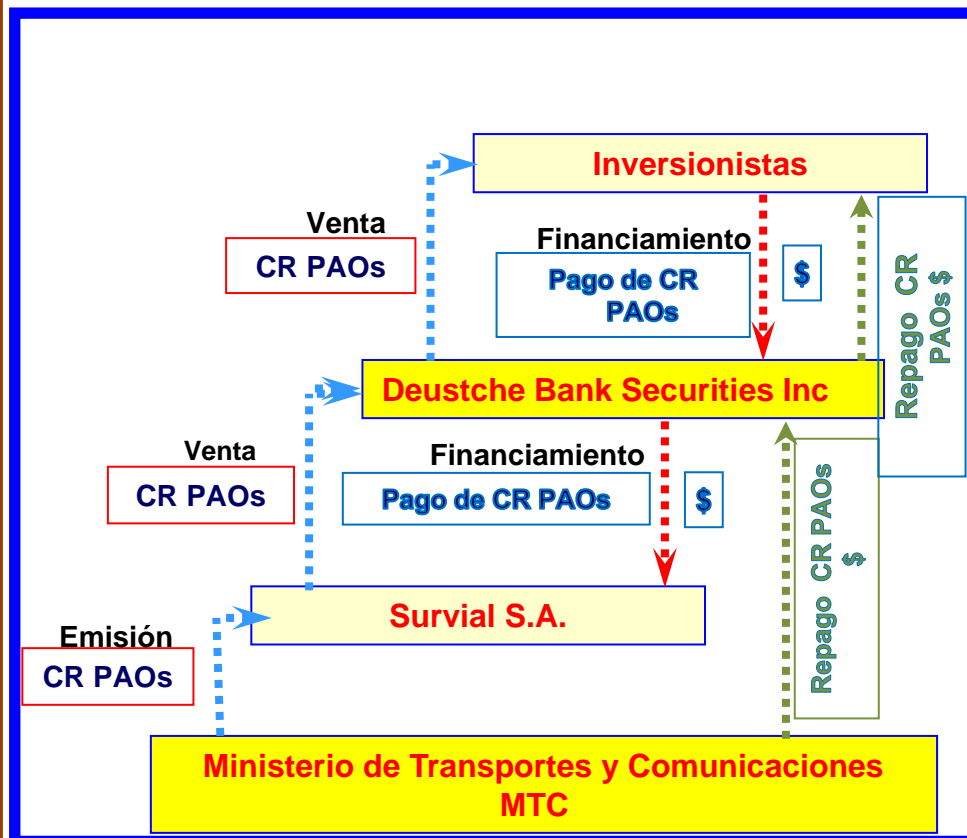 Inversionistas
Venta
CR PAOs
Financiamiento
Pago de CR
PAOs
$
Repago CR
PAOs $
Deustche Bank Securities Inc
Venta
CR PAOs
Financiamiento
Pago de CR PAOs
$
Repago CR PAOs
$
Survial S.A.
Emisión
CR PAOs
Ministerio de Transportes y Comunicaciones
MTC